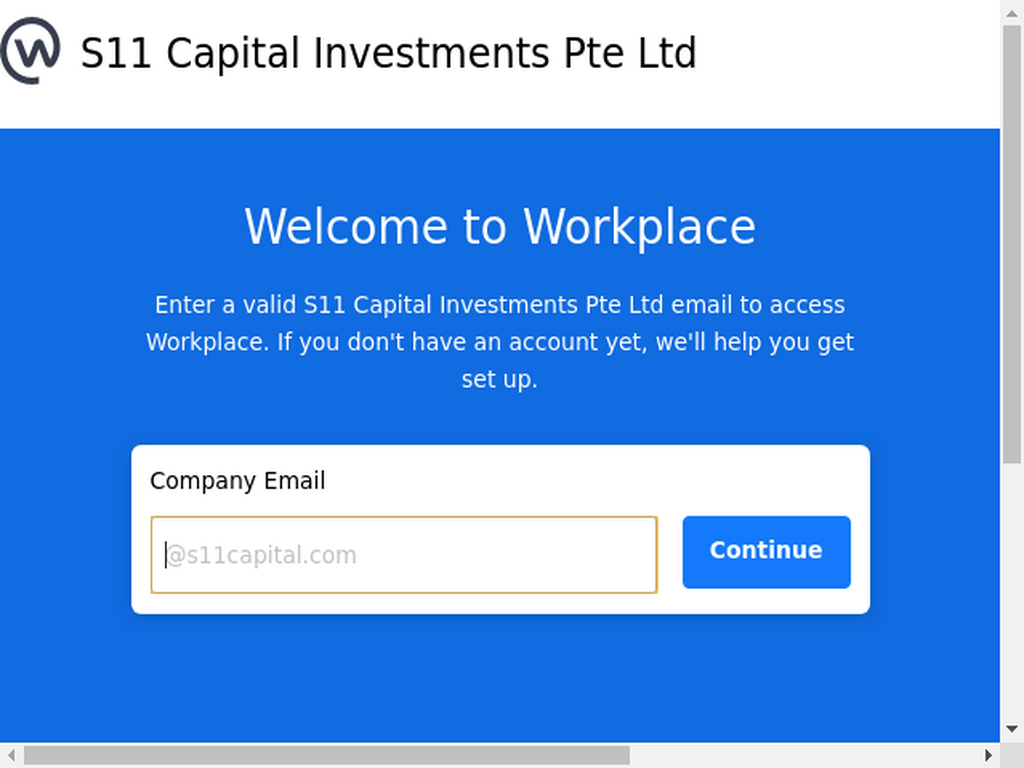 S11 Capital Investments Pte Ltd
Welcome to Workplace
Enter a valid S11 Capital Investments Pte Ltd email to access
Workplace. If you don't have an account yet, we'll help you get
set up.
Company Email
@s11capital.com
Continue